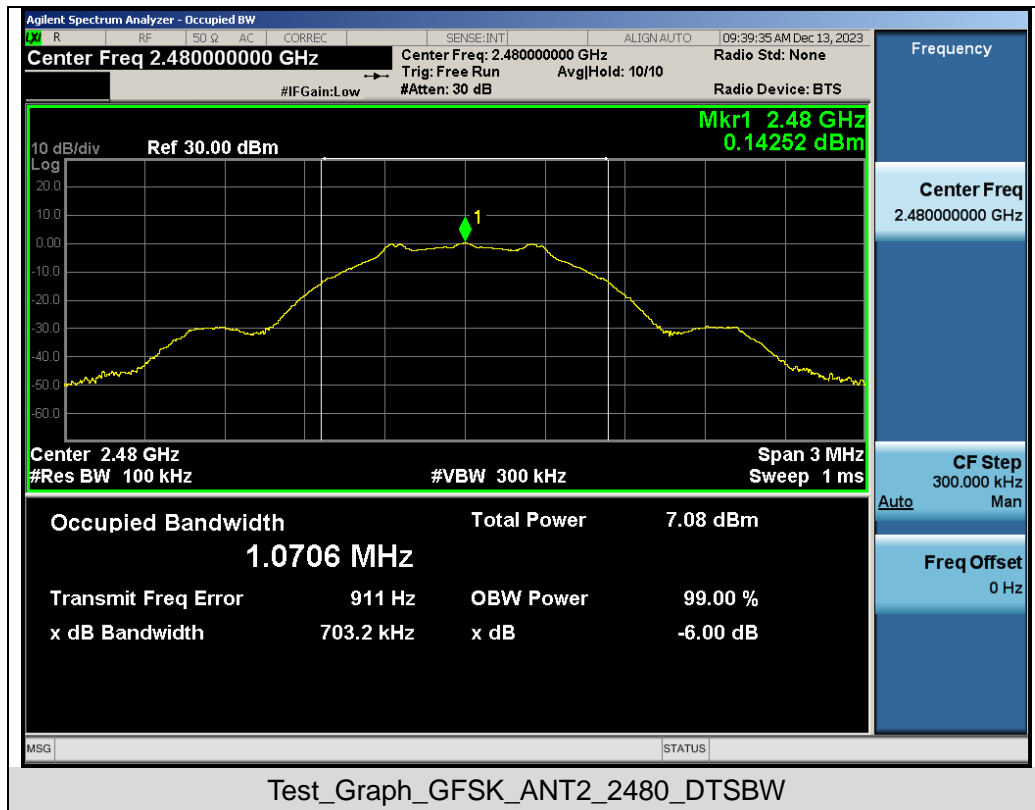 Agilent Spectrum Analyzer - Occupied BW
LXI R RF 50 Ω AC CORREC SENSE:INT ALIGN AUTO 09:39:35 AM Dec 13, 2023
Center Freq 2.480000000 GHz
Center Freq: 2.480000000 GHz
Radio Std: None
Trig: Free Run Avg|Hold: 10/10
#IFGain:Low #Atten: 30 dB
Radio Device: BTS
Frequency
Mkr1 2.48 GHz
0.14252 dBm
10 dB/div Ref 30.00 dBm
Log
20.0
10.0
1
0.00
-10.0
-20.0
-30.0
-40.0
-50.0
-60.0
Center 2.48 GHz Span 3 MHz
#Res BW 100 kHz #VBW 300 kHz Sweep 1 ms
Center Freq
2.480000000 GHz
CF Step
300.000 kHz
Auto Man
Freq Offset
0 Hz
Occupied Bandwidth Total Power 7.08 dBm
1.0706 MHz
Transmit Freq Error 911 Hz OBW Power 99.00 %
x dB Bandwidth 703.2 kHz x dB -6.00 dB
MSG STATUS
Test_Graph_GFSK_ANT2_2480_DTSBW